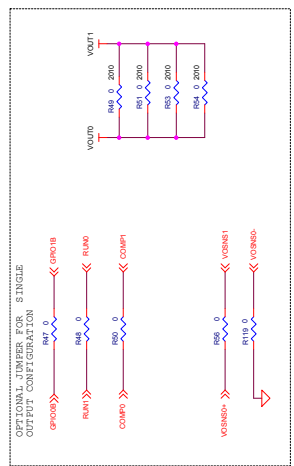 OPTIONAL JUMPER FOR SINGLE
OUTPUT CONFIGURATION
GPIO0B
R47 0
GPIO1B
RUN1
R48 0
RUN0
COMP0
R50 0
COMP1
VOSNS0+
R56 0
VOSNS1
R119 0
VOSNS0-
VOUT0
VOUT1
R49 0 2010
R51 0 2010
R53 0 2010
R54 0 2010